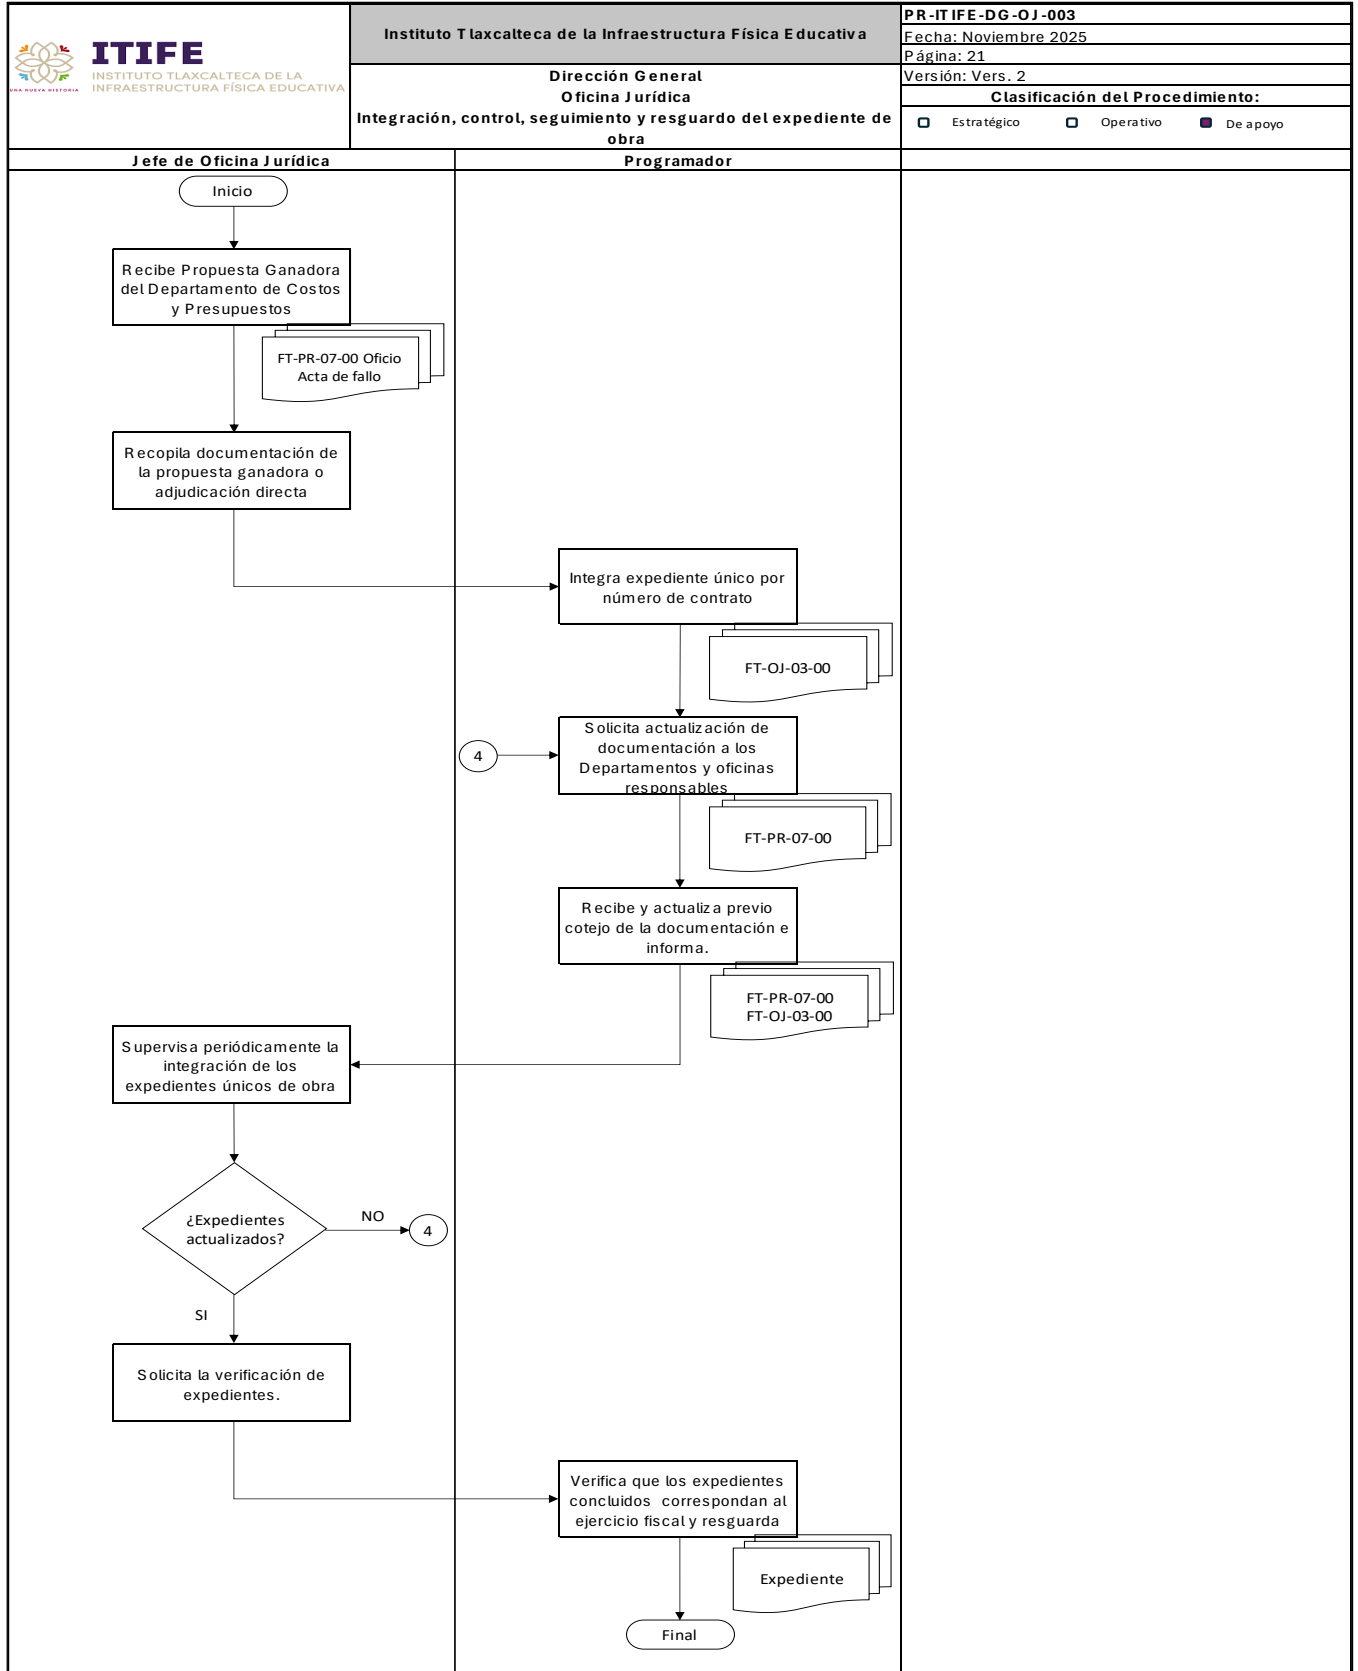 ITIFE
INSTITUTO TLAXCALTECA DE LA
INFRAESTRUCTURA FÍSICA EDUCATIVA
UNA NUEVA HISTORIA
Instituto Tlaxcalteca de la Infraestructura Física Educativa
Dirección General
Oficina Jurídica
Integración, control, seguimiento y resguardo del expediente de
obra
PR-ITIFE-DG-OJ-003
Fecha: Noviembre 2025
Página: 21
Versión: Vers. 2
Clasificación del Procedimiento:
Estratégico Operativo De apoyo
Jefe de Oficina Jurídica Programador
Inicio
Recibe Propuesta Ganadora
del Departamento de Costos
y Presupuestos
FT-PR-07-00 Oficio
Acta de fallo
Recopila documentación de
la propuesta ganadora o
adjudicación directa
Integra expediente único por
número de contrato
FT-OJ-03-00
4
Solicita actualización de
documentación a los
Departamentos y oficinas
responsables
FT-PR-07-00
Recibe y actualiza previo
cotejo de la documentación e
informa.
FT-PR-07-00
FT-OJ-03-00
Supervisa periódicamente la
integración de los
expedientes únicos de obra
¿Expedientes
actualizados?
NO
4
SI
Solicita la verificación de
expedientes.
Verifica que los expedientes
concluidos  correspondan al
ejercicio fiscal y resguarda
Expediente
Final